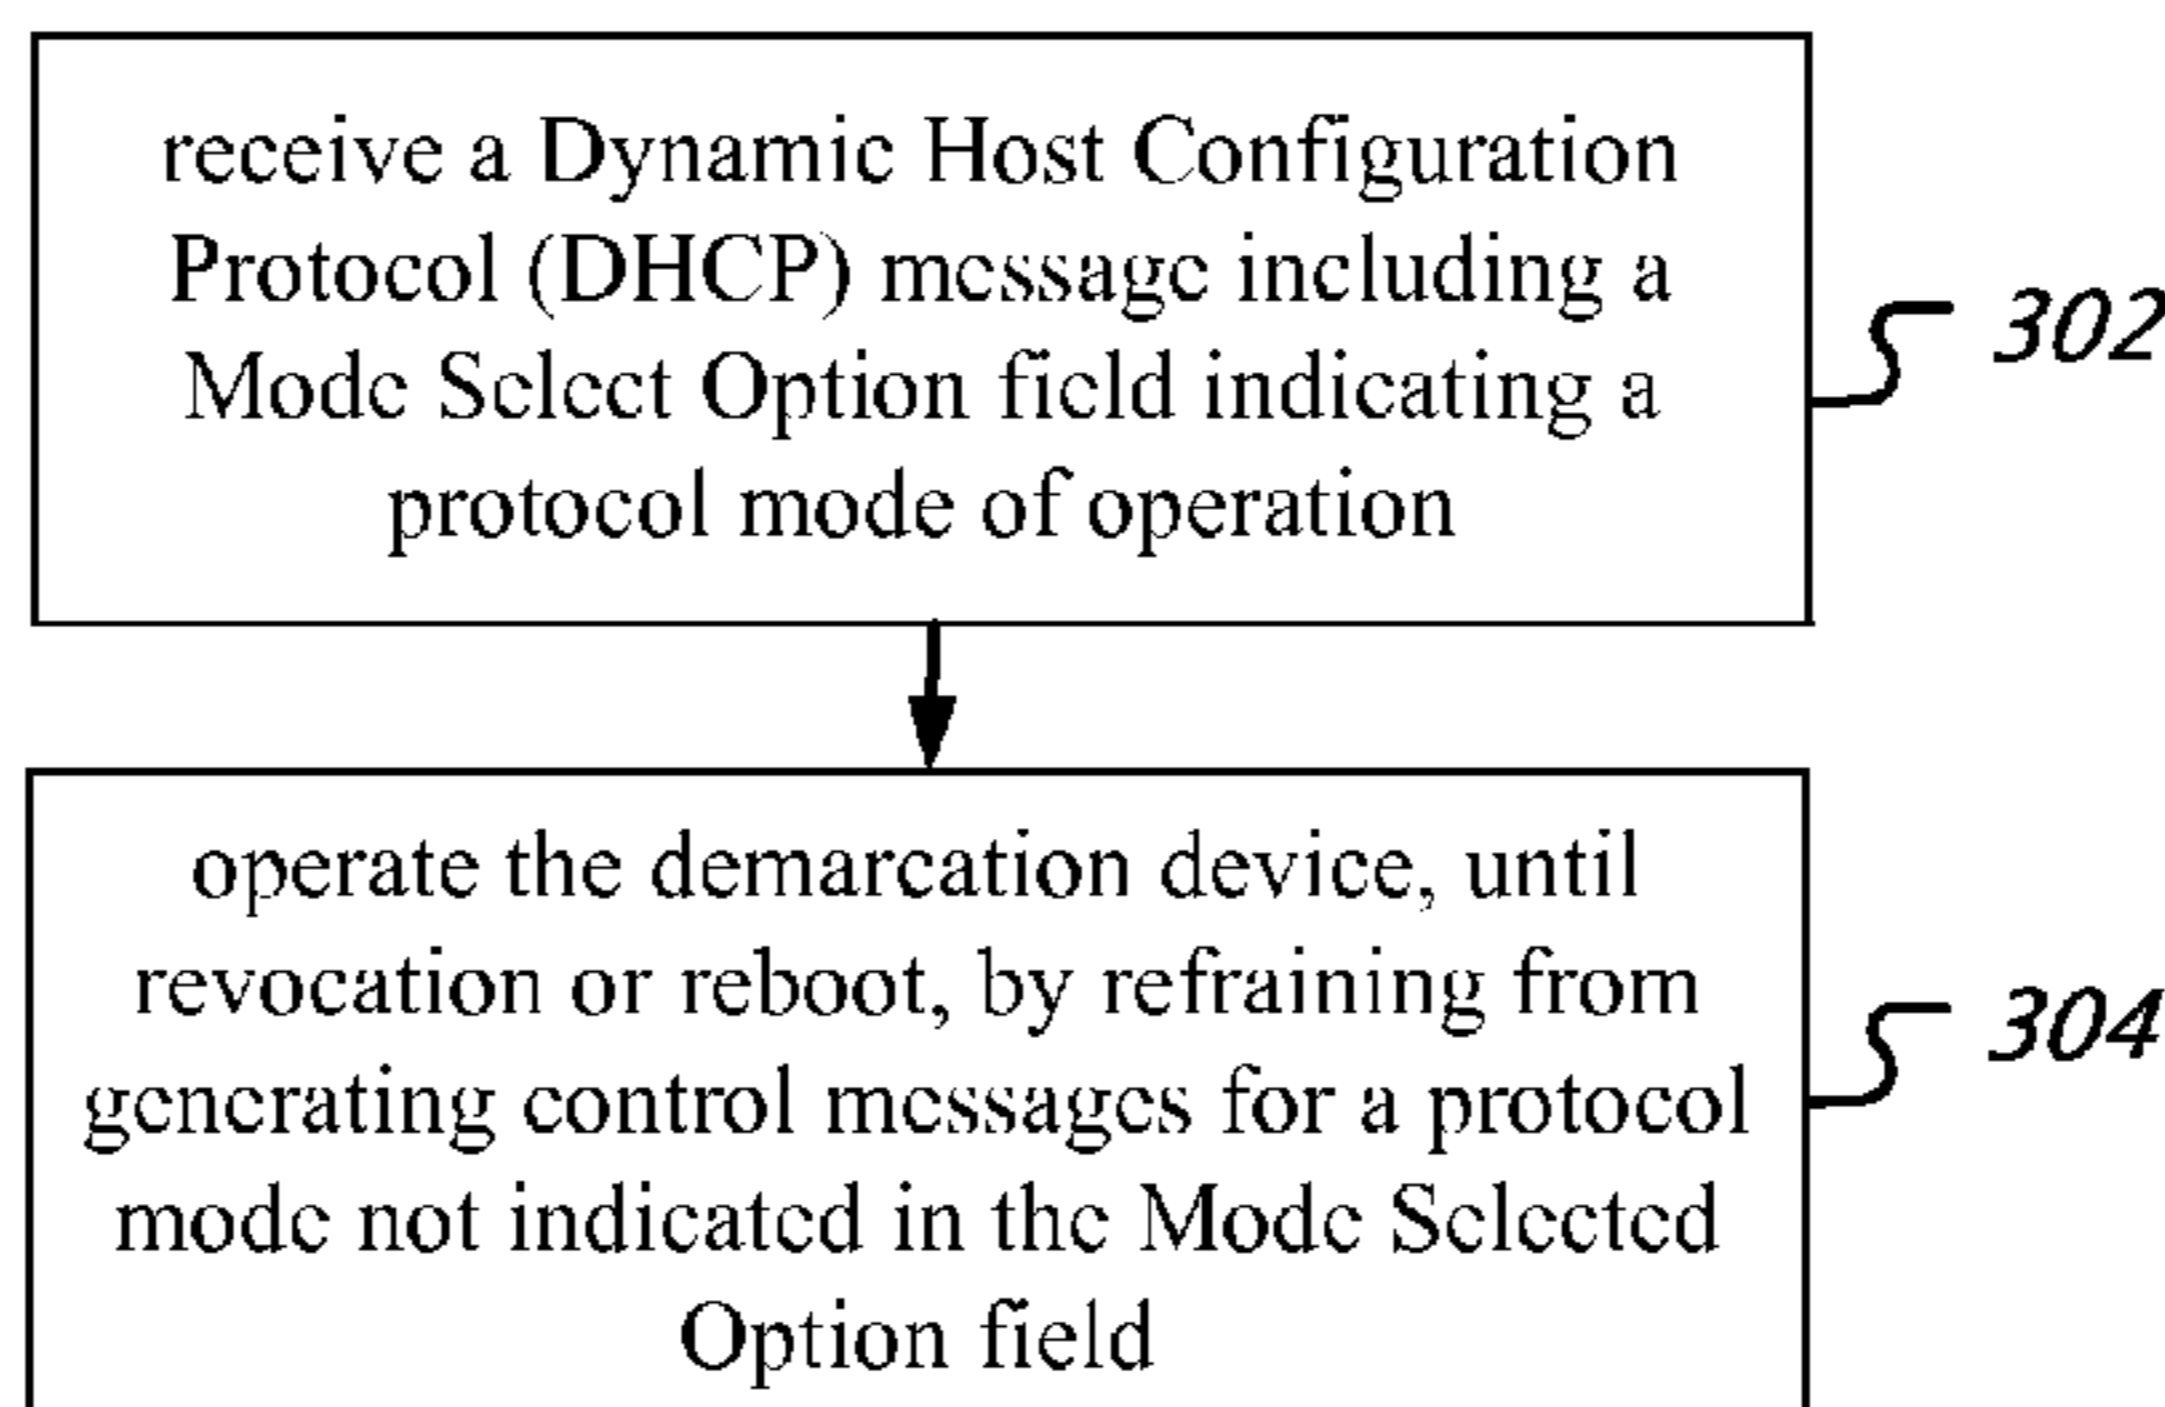 receive a Dynamic Host Configuration
Protocol (DHCP) message including a
Mode Select Option field indicating a
protocol mode of operation
302
operate the demarcation device, until
revocation or reboot, by refraining from
generating control messages for a protocol
mode not indicated in the Mode Selected
Option field
304